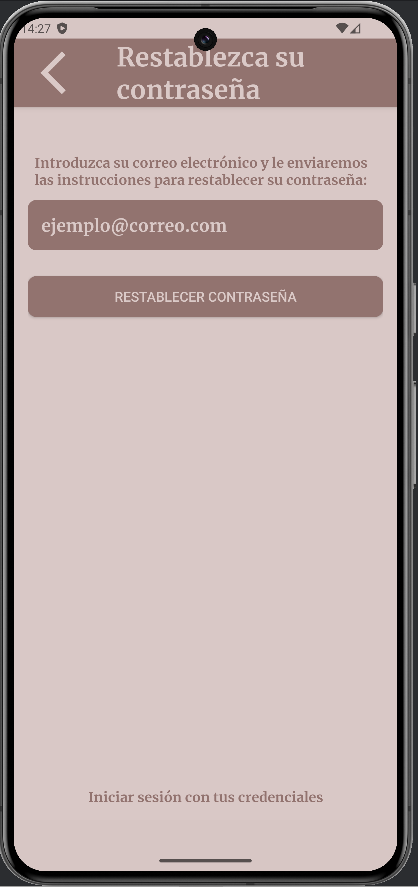 14:27
Restablezca su
contraseña
Introduzca su correo electrónico y le enviaremos
las instrucciones para restablecer su contraseña:
ejemplo@correo.com
RESTABLECER CONTRASEÑA
Iniciar sesión con tus credenciales